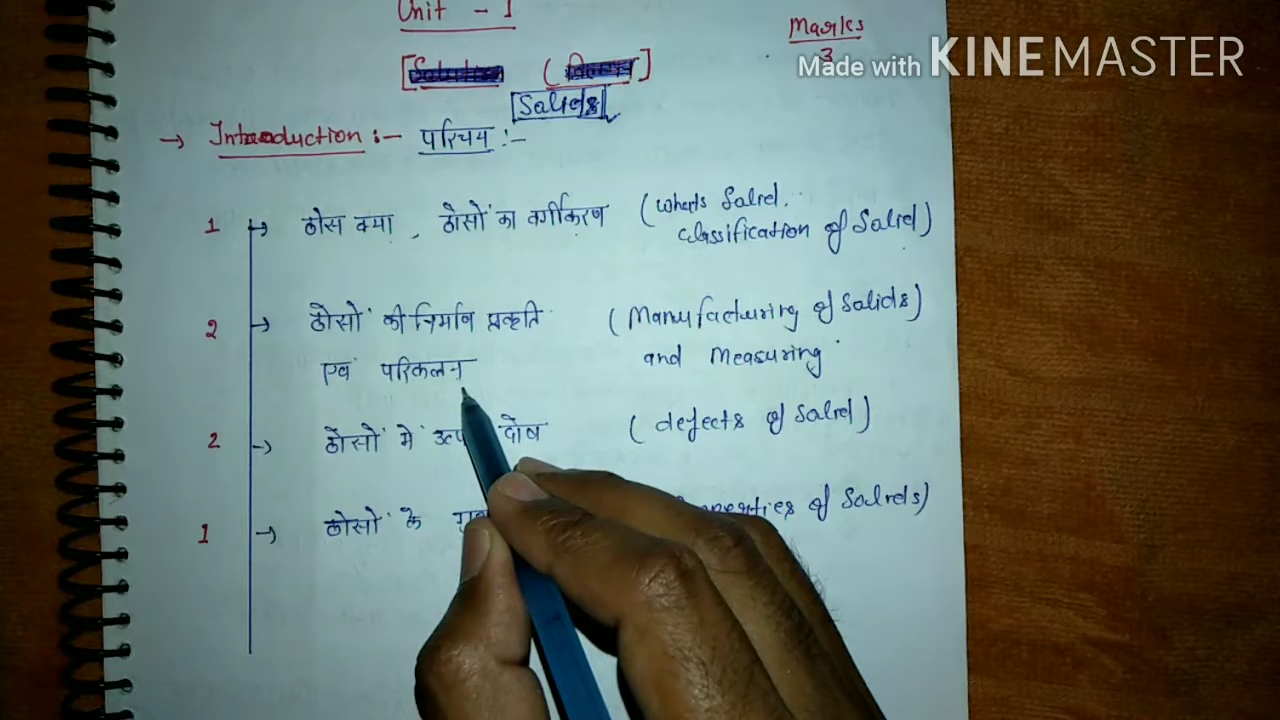 Unit - 1
Marks
3
Made with KINEMASTER
[Solids]
→ Introduction :- परिचय :-
1 → ठोस क्या , ठोसों का वर्गीकरण (whats Solid.
classification of Solid)
2 → ठोसों की निर्माण प्रकृति (Manufacturing of Solids)
एवं परिकलन and measuring
2 → ठोसों में दोष (defects of Solid)
1 → ठोसों के of Solids)